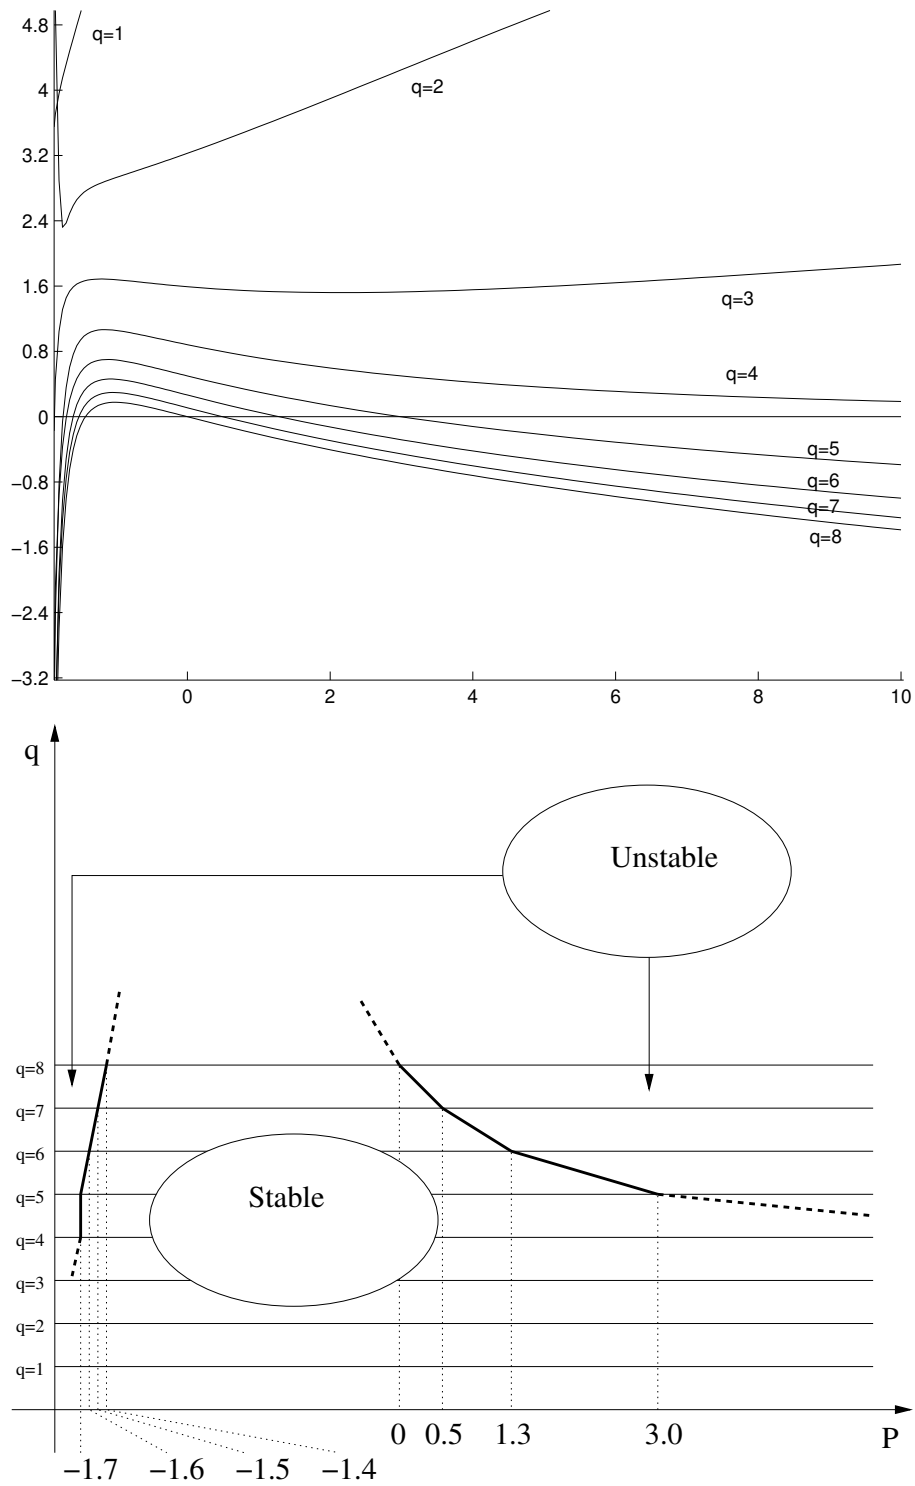 4.8
q=1
4
q=2
3.2
2.4
1.6
q=3
0.8
q=4
0
q=5
−0.8
q=6
q=7
q=8
−1.6
−2.4
−3.2
0 2 4 6 8 10
q
Unstable
q=8
q=7
q=6
q=5
Stable
q=4
q=3
q=2
q=1
0 0.5 1.3 3.0 P
−1.7 −1.6 −1.5 −1.4